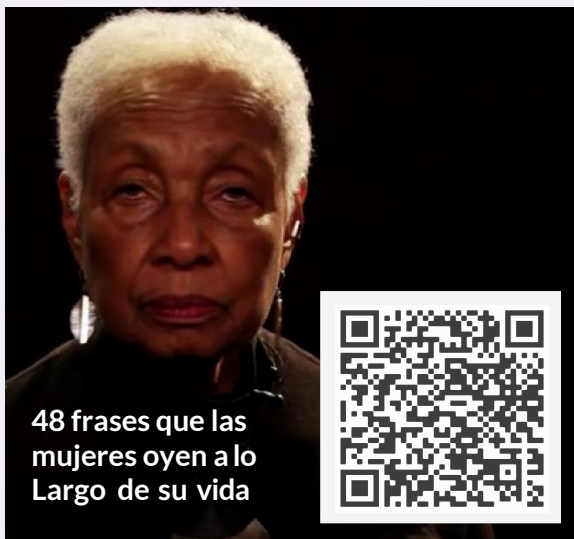 48 frases que las
mujeres oyen a lo
Largo de su vida